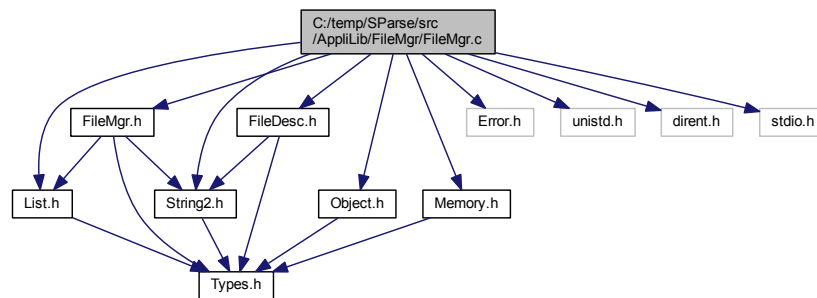 C:/temp/SParse/src
/AppliLib/FileMgr/FileMgr.c
FileMgr.h
FileDesc.h
Error.h
unistd.h
dirent.h
stdio.h
List.h
String2.h
Object.h
Memory.h
Types.h